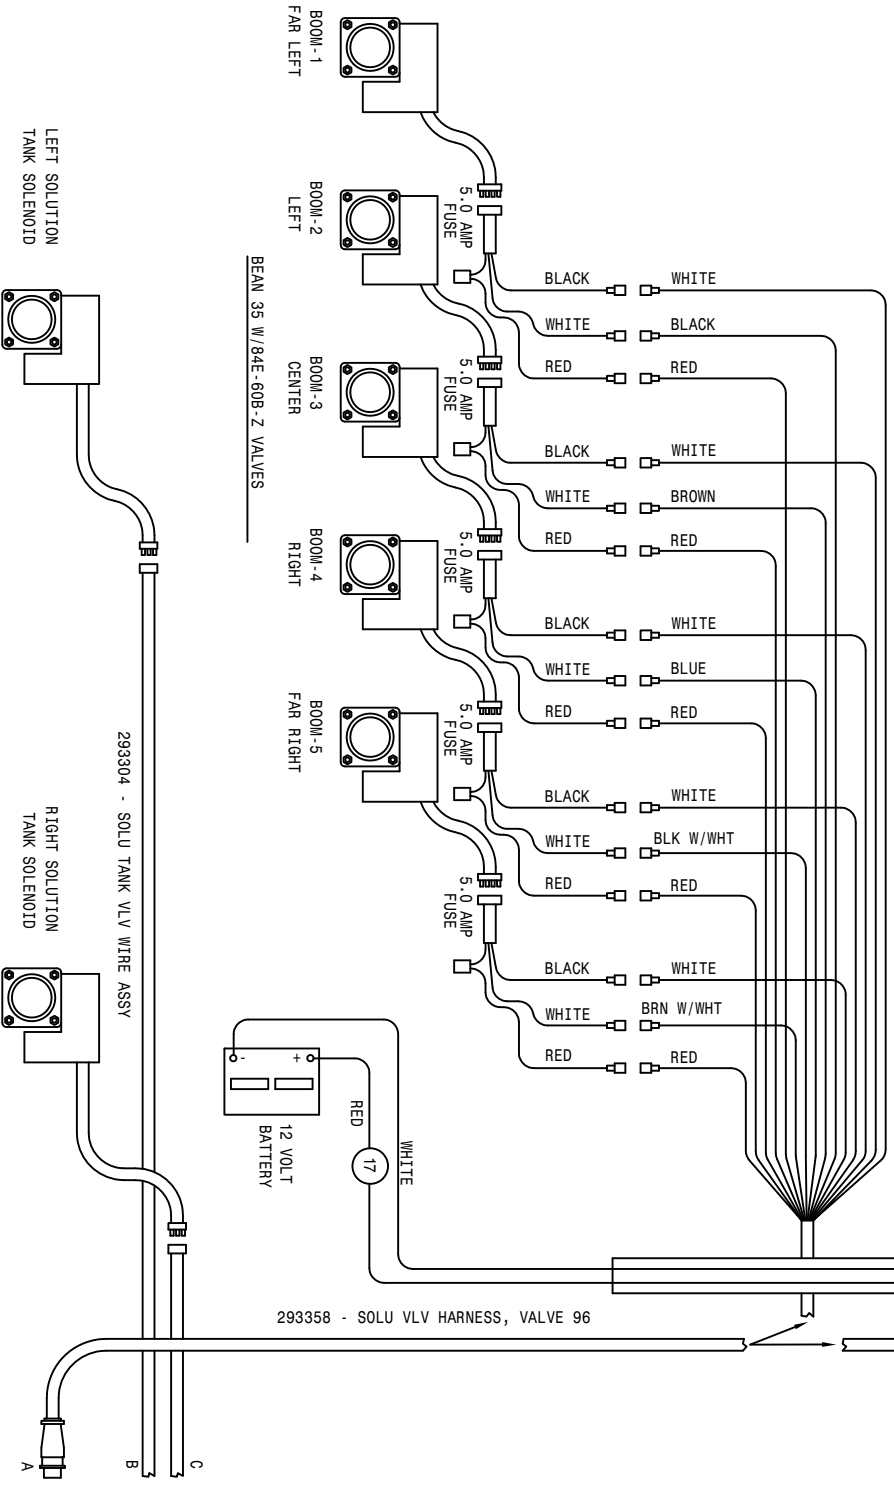 BOOM-1
FAR LEFT
BOOM-2
LEFT
5.0 AMP
FUSE
BLACK
WHITE
WHITE
BLACK
RED
RED
BEAN 35 W/84E-60B-Z VALVES
LEFT SOLUTION
TANK SOLENOID
BOOM-3
CENTER
5.0 AMP
FUSE
BLACK
WHITE
WHITE
BROWN
RED
RED
BOOM-4
RIGHT
5.0 AMP
FUSE
BLACK
WHITE
WHITE
BLUE
RED
RED
BOOM-5
FAR RIGHT
5.0 AMP
FUSE
BLACK
WHITE
WHITE
BLK W/WHT
RED
RED
293304 - SOLU TANK VLV WIRE ASSY
RIGHT SOLUTION
TANK SOLENOID
5.0 AMP
FUSE
BLACK
WHITE
WHITE
BRN W/WHT
RED
RED
- +
12 VOLT
BATTERY
RED
17
WHITE
293358 - SOLU VLV HARNESS, VALVE 96
A
B
C